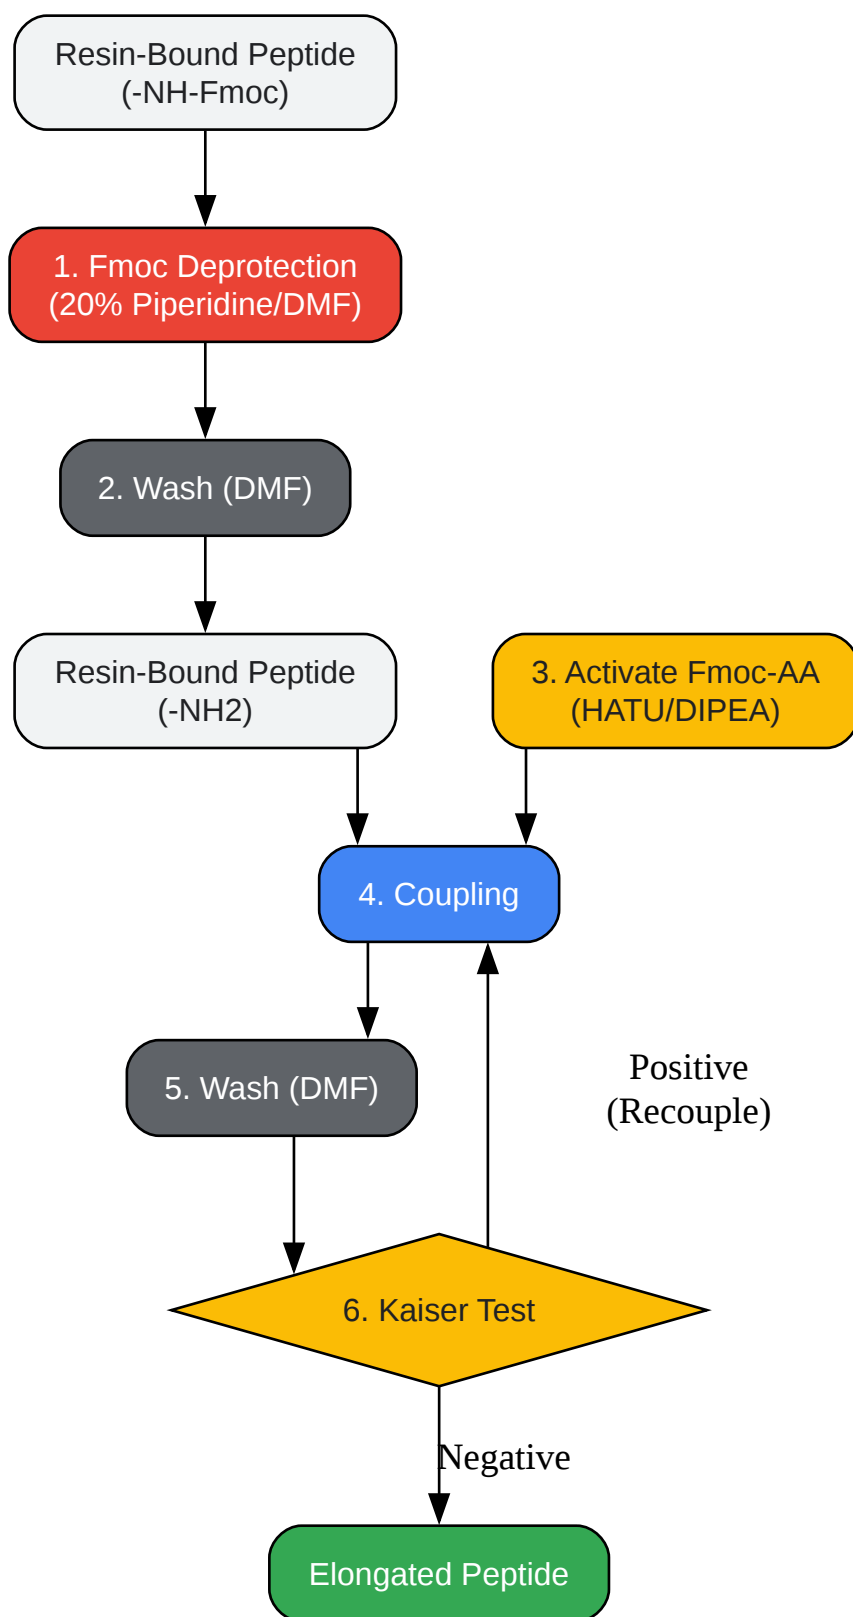 Resin-Bound Peptide
(-NH-Fmoc)
1. Fmoc Deprotection
(20% Piperidine/DMF)
2. Wash (DMF)
Resin-Bound Peptide
(-NH2)
3. Activate Fmoc-AA
(HATU/DIPEA)
4. Coupling
5. Wash (DMF)
Positive
(Recouple)
6. Kaiser Test
Negative
Elongated Peptide